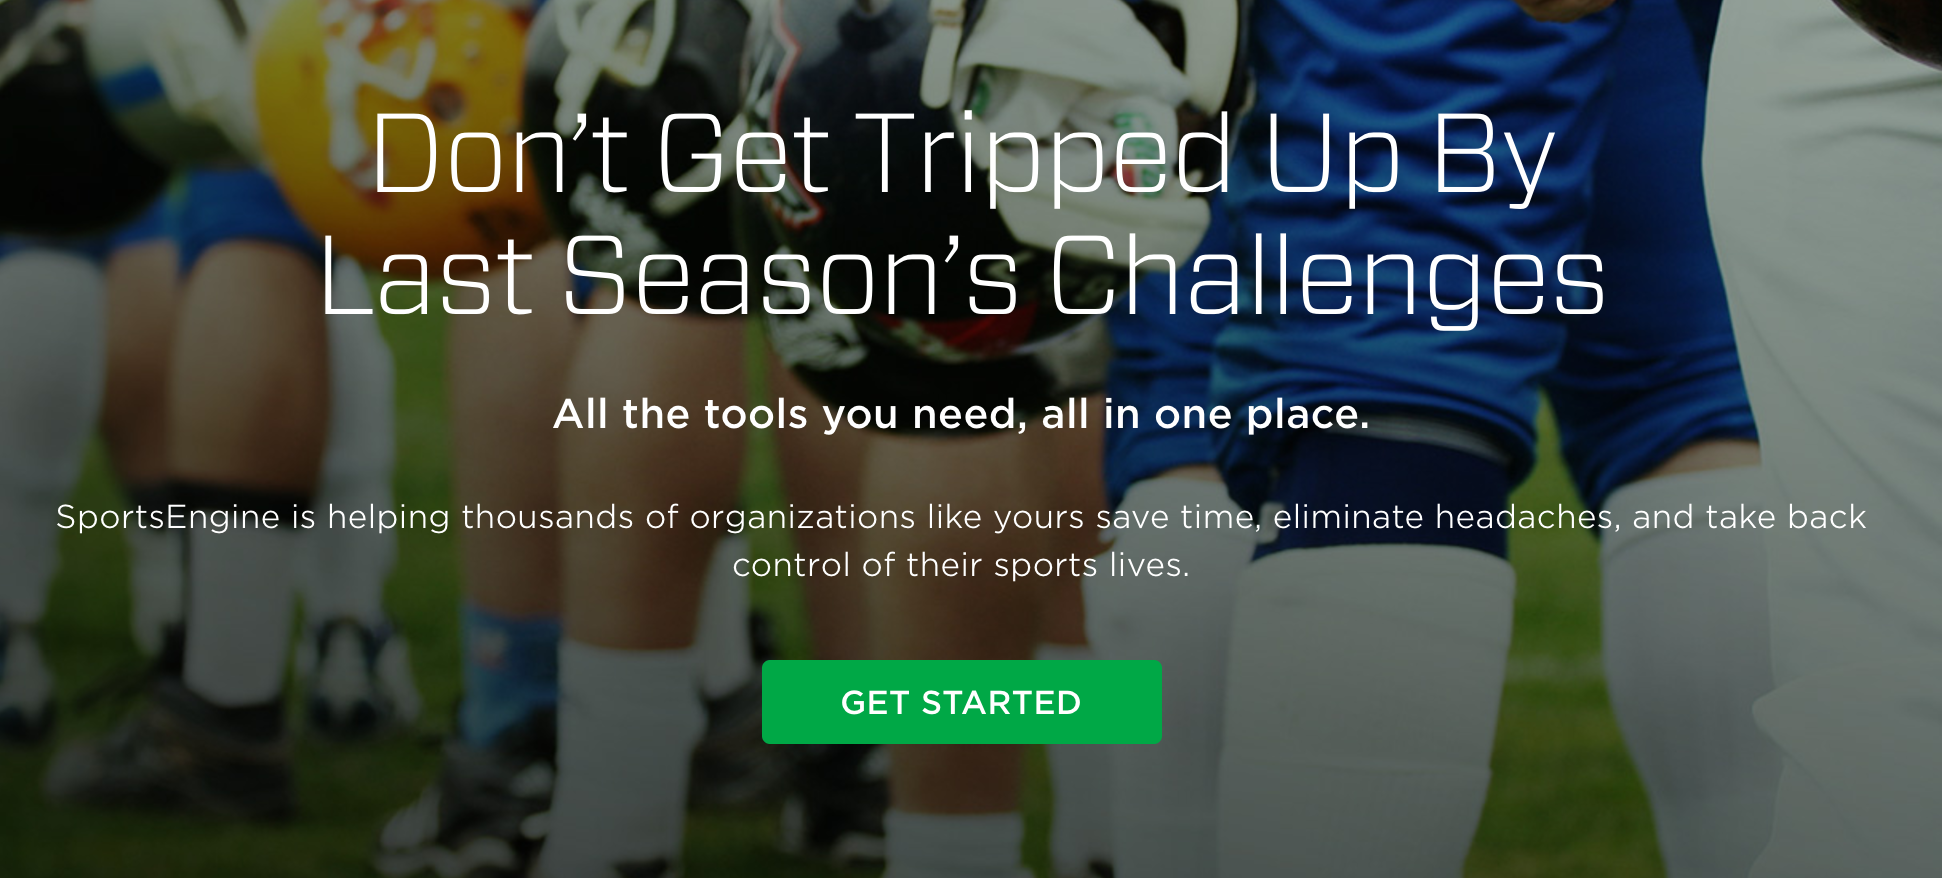 Don’t Get Tripped Up By
Last Season’s Challenges
All the tools you need, all in one place.
SportsEngine is helping thousands of organizations like yours save time, eliminate headaches, and take back
control of their sports lives.
GET STARTED